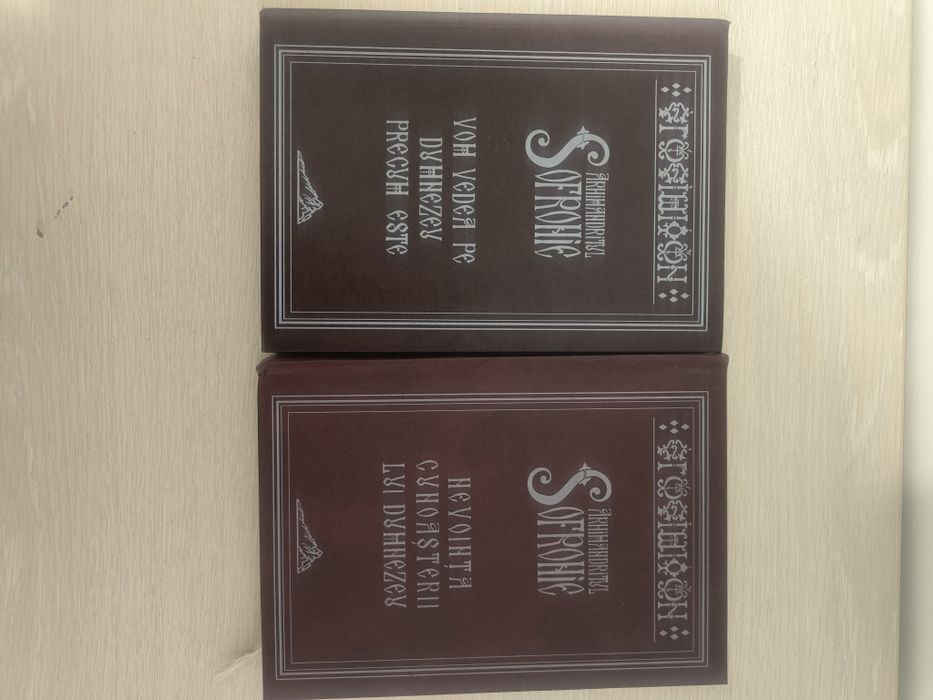 ARHIMANDRITUL
SOFRONIE
VOM VEDEA PE
DUMNEZEU
PRECUM ESTE
ARHIMANDRITUL
SOFRONIE
NEVOINȚA
CUNOAȘTERII
LUI DUMNEZEU